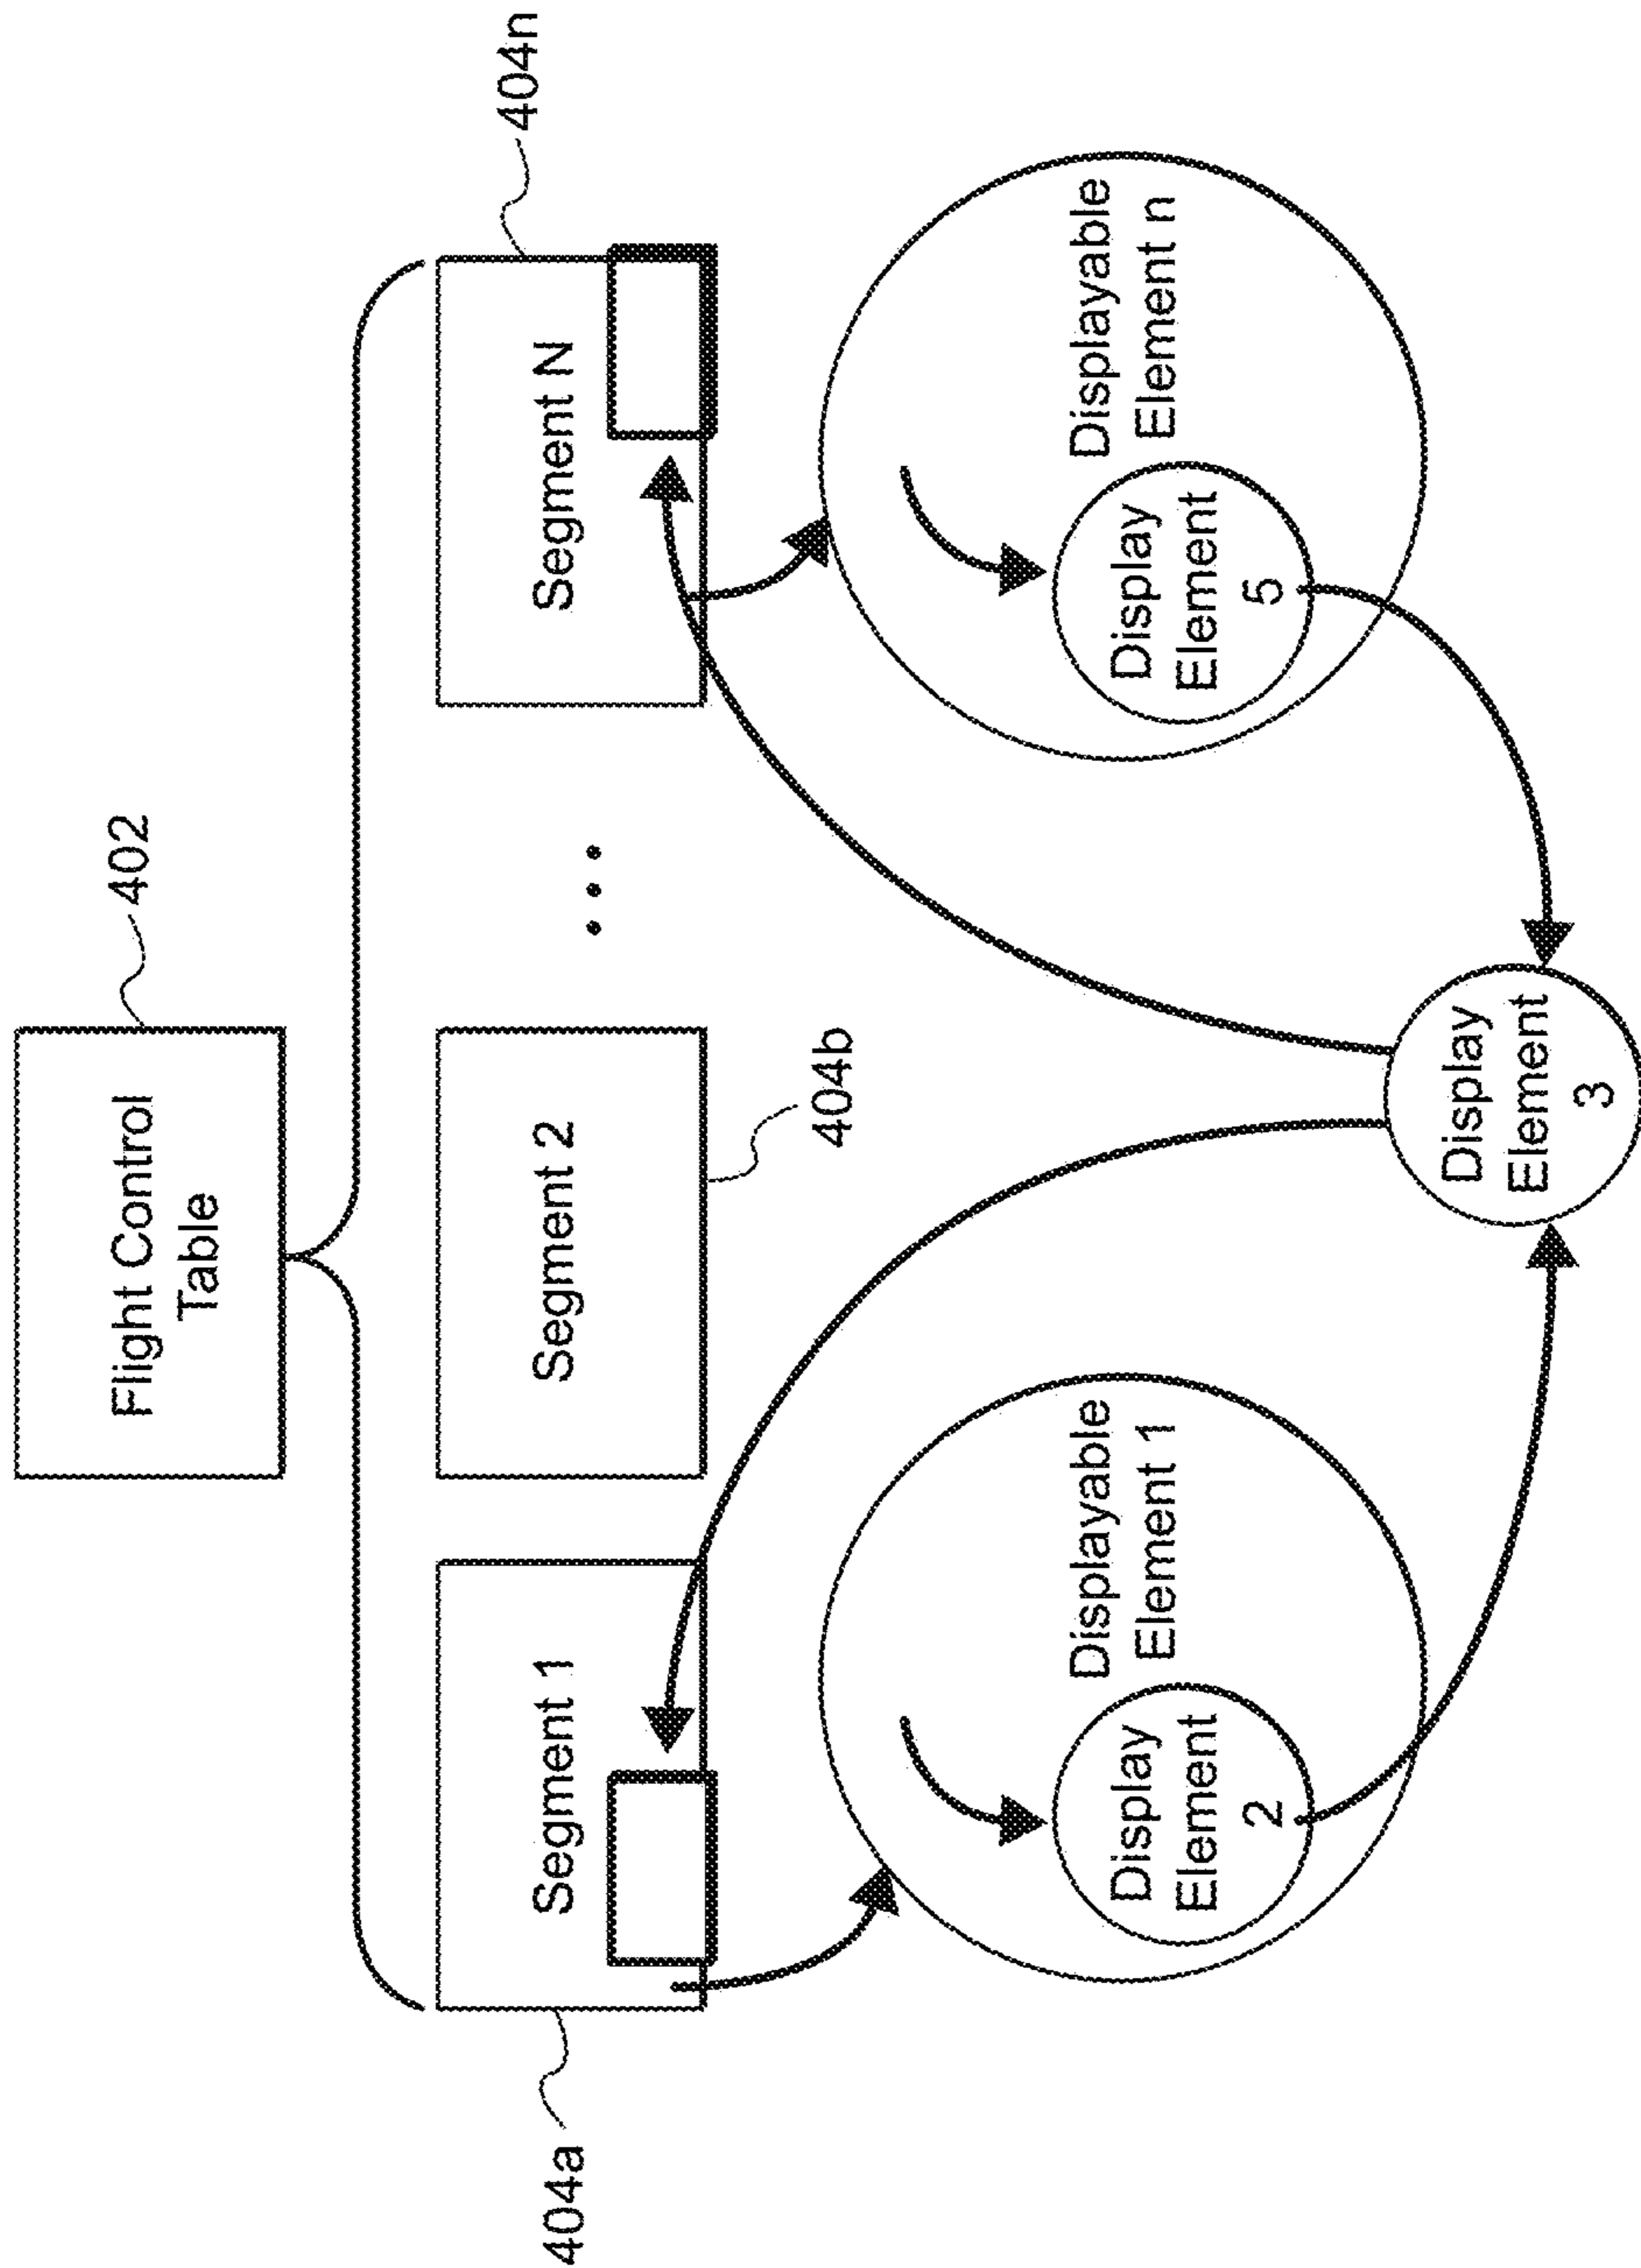 Flight Control
Table
402
404a
Segment 1
Segment 2
404b
...
Segment N
404n
Displayable
Element 1
Display
Element
2
Displayable
Element n
Display
Element
5
Display
Element
3